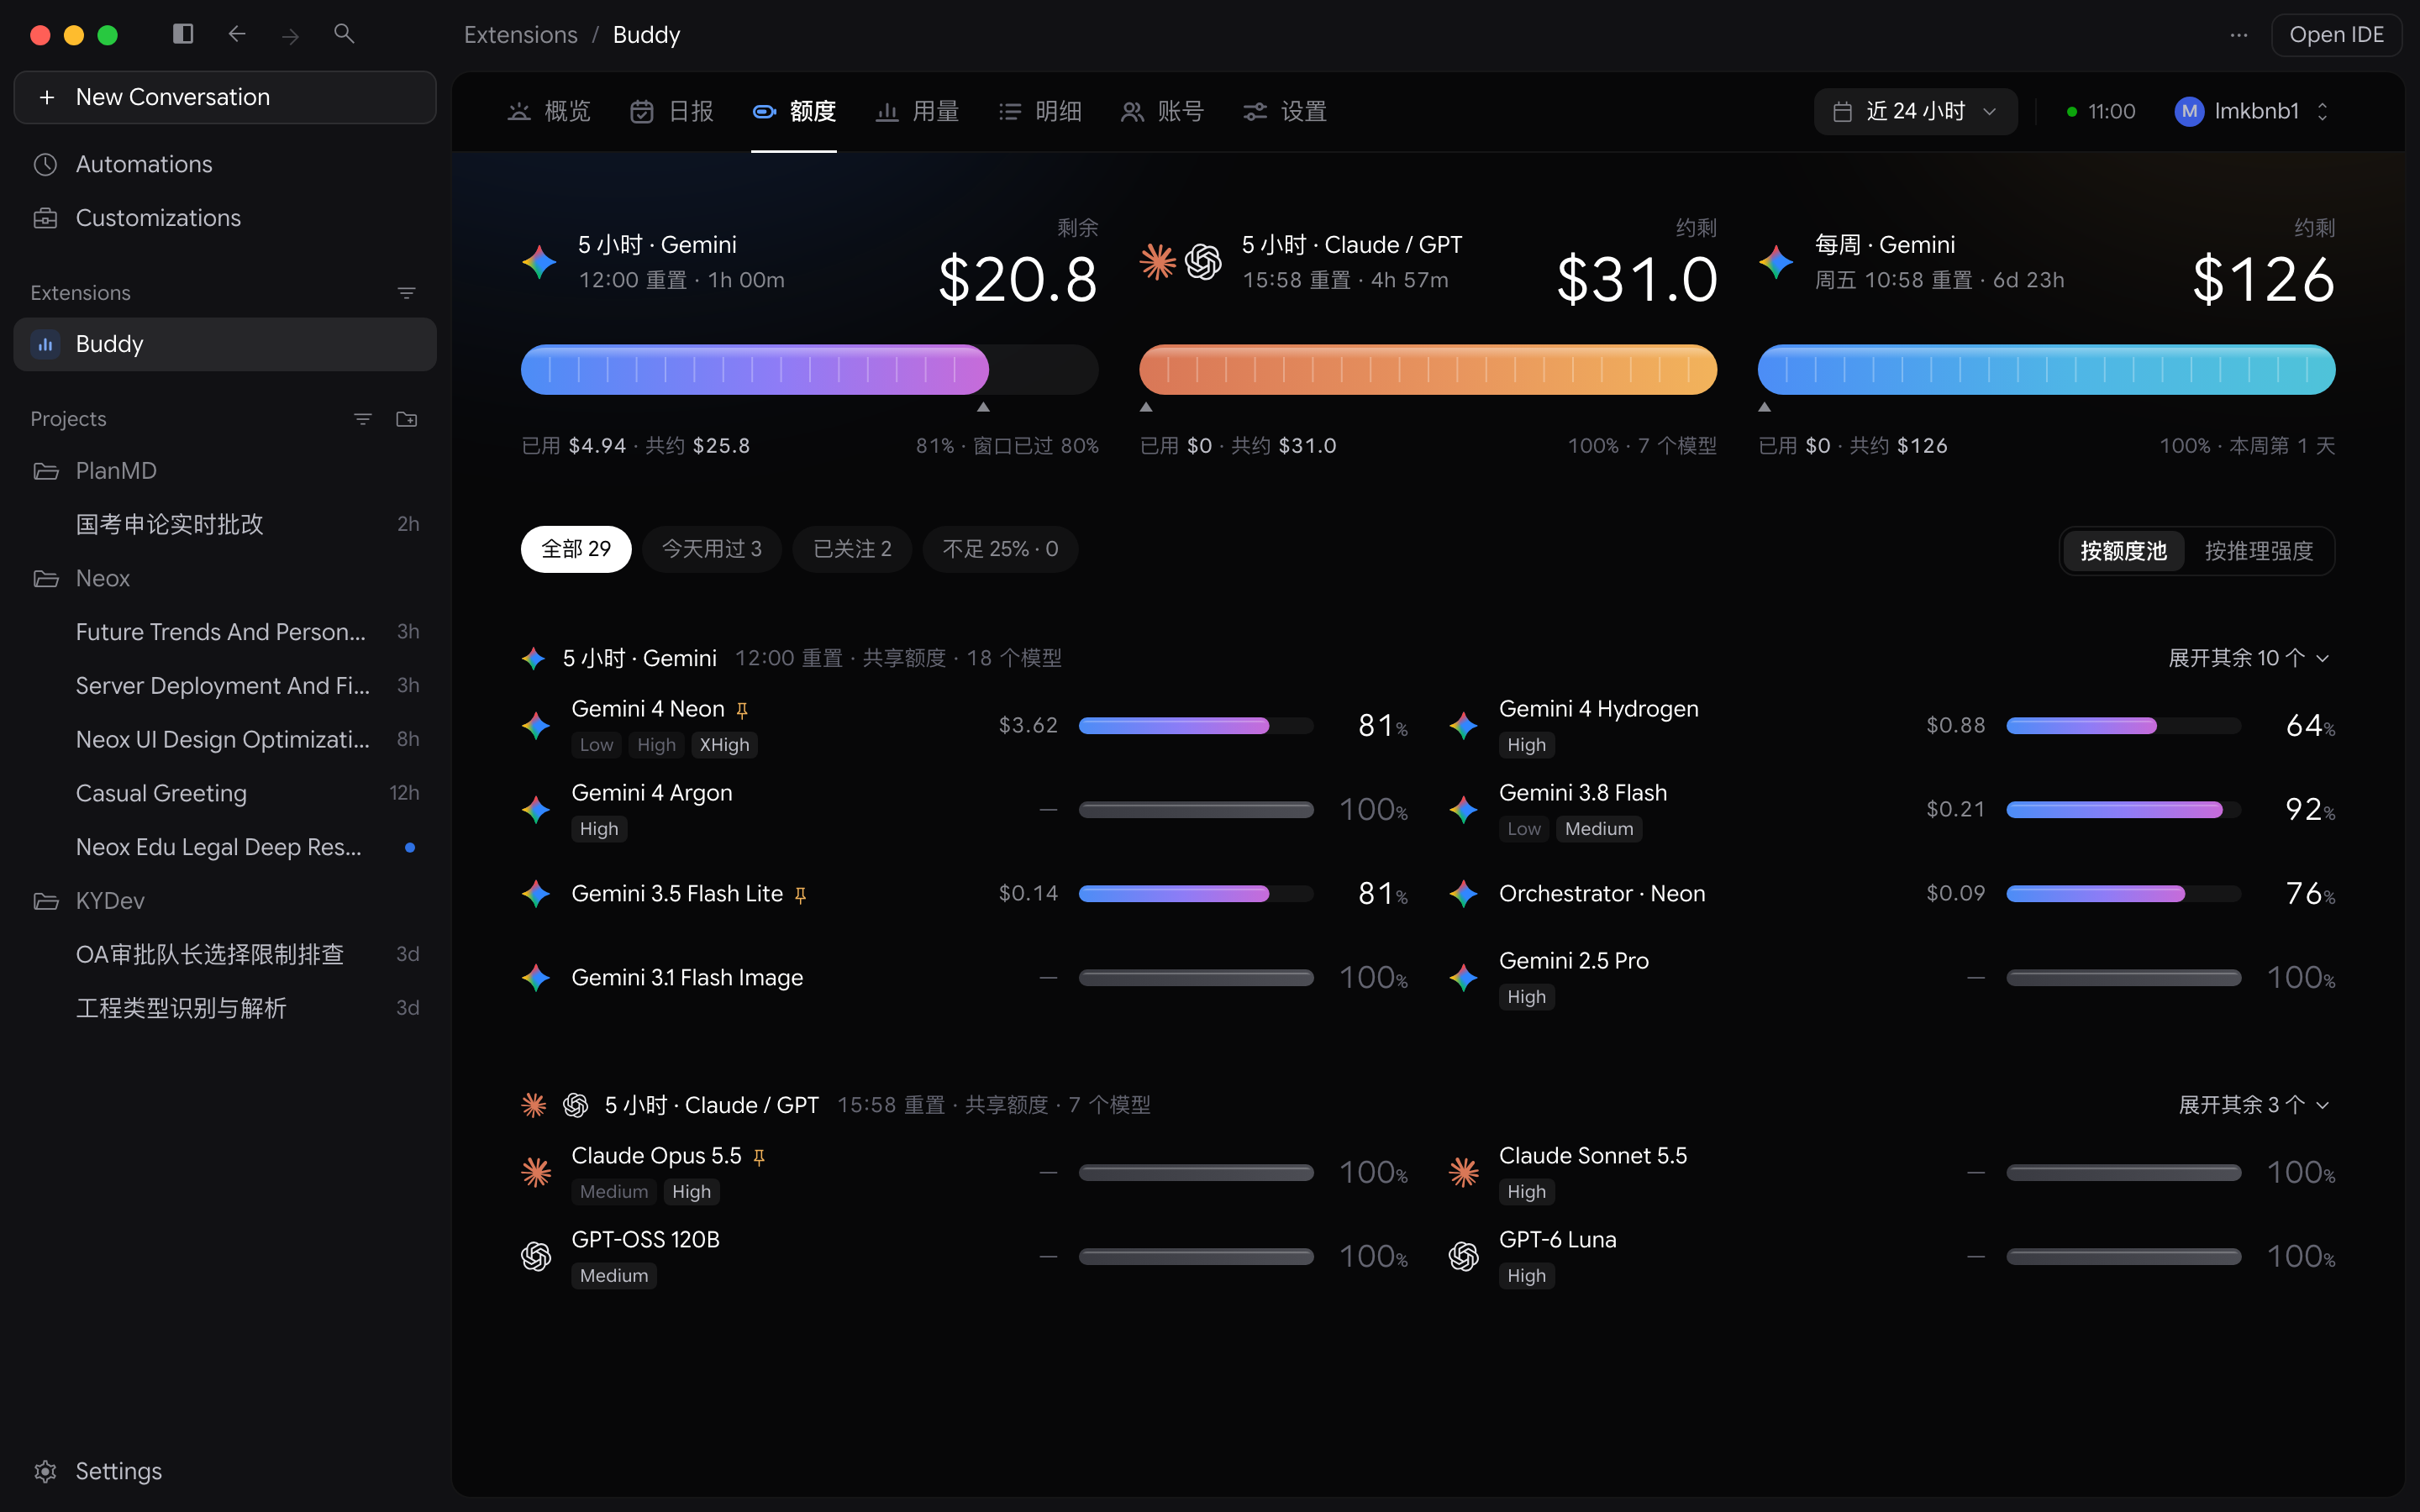 Extensions / Buddy
Open IDE
New Conversation
Automations
Customizations
Extensions
Buddy
Projects
PlanMD
国考申论实时批改 2h
Neox
Future Trends And Person... 3h
Server Deployment And Fi... 3h
Neox UI Design Optimizati... 8h
Casual Greeting 12h
Neox Edu Legal Deep Res...
KYDev
OA审批队长选择限制排查 3d
工程类型识别与解析 3d
Settings
概览 日报 额度 用量 明细 账号 设置
近 24 小时 11:00 M lmkbnb1
5 小时 · Gemini
12:00 重置 · 1h 00m
剩余
$20.8
已用 $4.94 · 共约 $25.8
81% · 窗口已过 80%
5 小时 · Claude / GPT
15:58 重置 · 4h 57m
约剩
$31.0
已用 $0 · 共约 $31.0
100% · 7 个模型
每周 · Gemini
周五 10:58 重置 · 6d 23h
约剩
$126
已用 $0 · 共约 $126
100% · 本周第 1 天
全部 29 今天用过 3 已关注 2 不足 25% · 0
按额度池 按推理强度
5 小时 · Gemini 12:00 重置 · 共享额度 · 18 个模型
展开其余 10 个
Gemini 4 Neon
Low High XHigh
$3.62 81%
Gemini 4 Hydrogen
High
$0.88 64%
Gemini 4 Argon
High
— 100%
Gemini 3.8 Flash
Low Medium
$0.21 92%
Gemini 3.5 Flash Lite
$0.14 81%
Orchestrator · Neon
$0.09 76%
Gemini 3.1 Flash Image
— 100%
Gemini 2.5 Pro
High
— 100%
5 小时 · Claude / GPT 15:58 重置 · 共享额度 · 7 个模型
展开其余 3 个
Claude Opus 5.5
Medium High
— 100%
Claude Sonnet 5.5
High
— 100%
GPT-OSS 120B
Medium
— 100%
GPT-6 Luna
High
— 100%